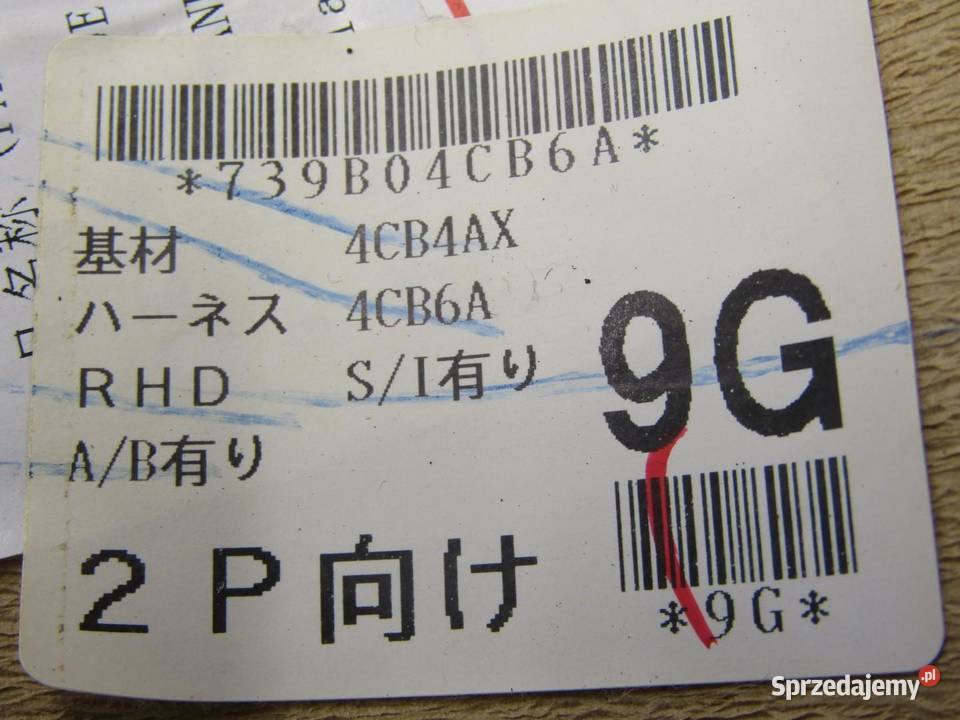 *739B04CB6A*
基材 4CB4AX
ハーネス 4CB6A
RHD S/I有り
A/B有り
9G
2P向け
*9G*
Sprzedajemy.pl